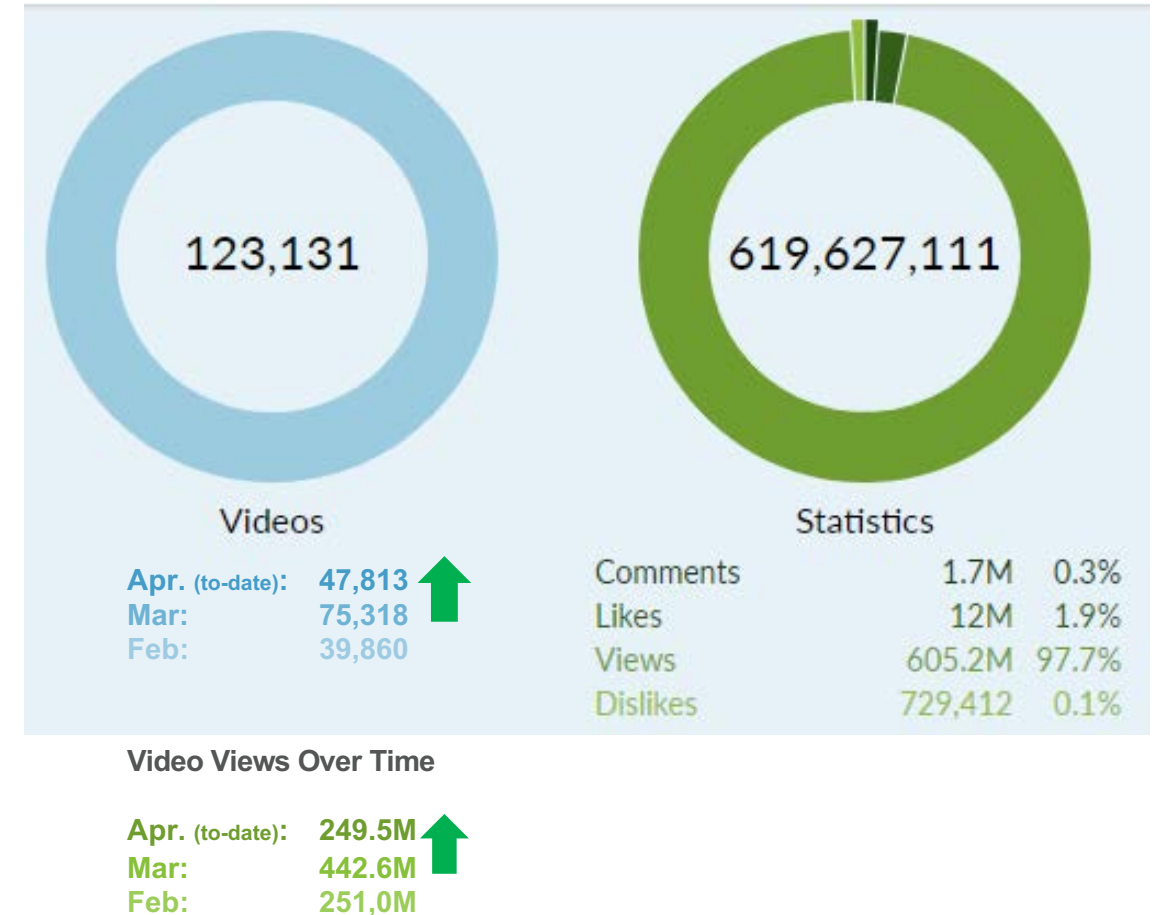 123,131
619,627,111
Videos
Apr. (to-date): 47,813
Mar: 75,318
Feb: 39,860
Statistics
Comments 1.7M 0.3%
Likes 12M 1.9%
Views 605.2M 97.7%
Dislikes 729,412 0.1%
Video Views Over Time
Apr. (to-date): 249.5M
Mar: 442.6M
Feb: 251,0M